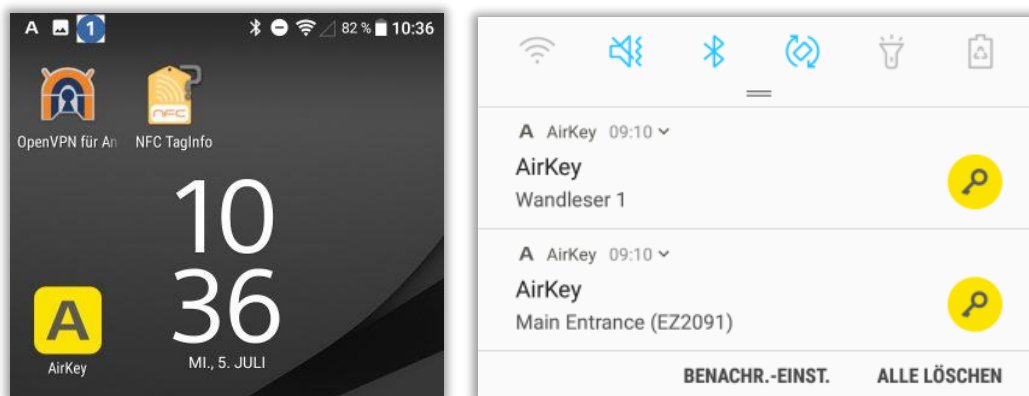 A 1 82 % 10:36
NFC
OpenVPN für An NFC TagInfo
10
36
A
AirKey
MI., 5. JULI
A AirKey 09:10
AirKey
Wandleser 1
A AirKey 09:10
AirKey
Main Entrance (EZ2091)
BENACHR.-EINST. ALLE LÖSCHEN